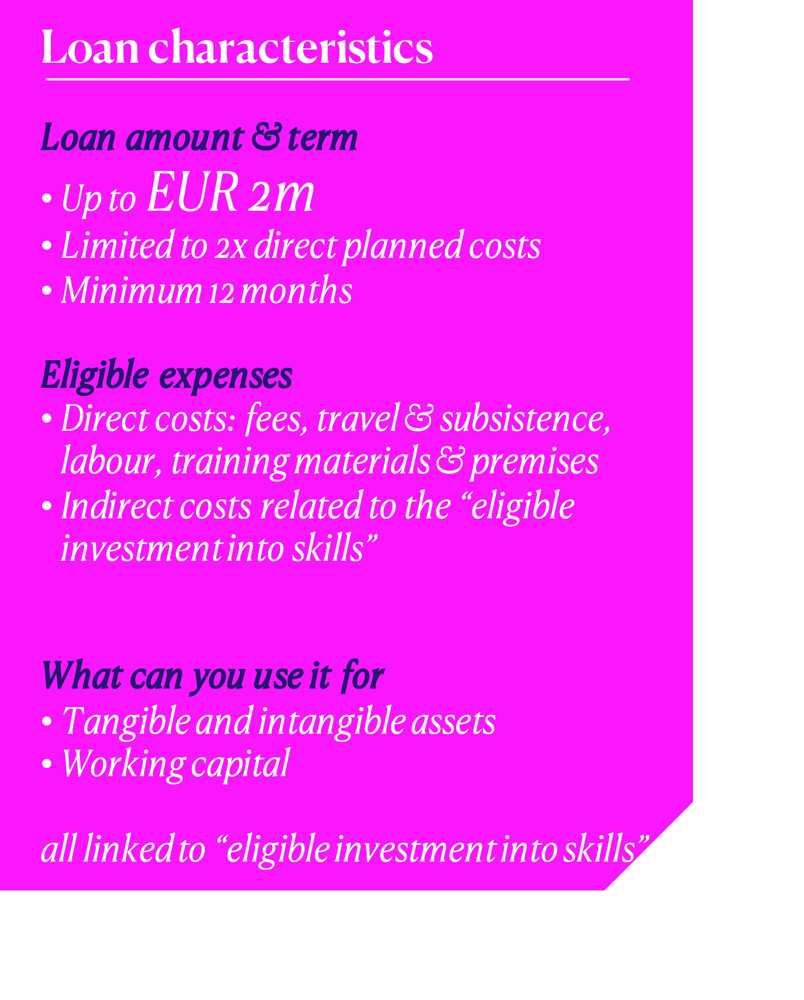 Loan characteristics
Loan amount & term
• Up to EUR 2m
• Limited to 2x direct planned costs
• Minimum 12 months
Eligible expenses
• Direct costs: fees, travel & subsistence,
labour, training materials & premises
• Indirect costs related to the “eligible
investment into skills”
What can you use it for
• Tangible and intangible assets
• Working capital
all linked to “eligible investment into skills”